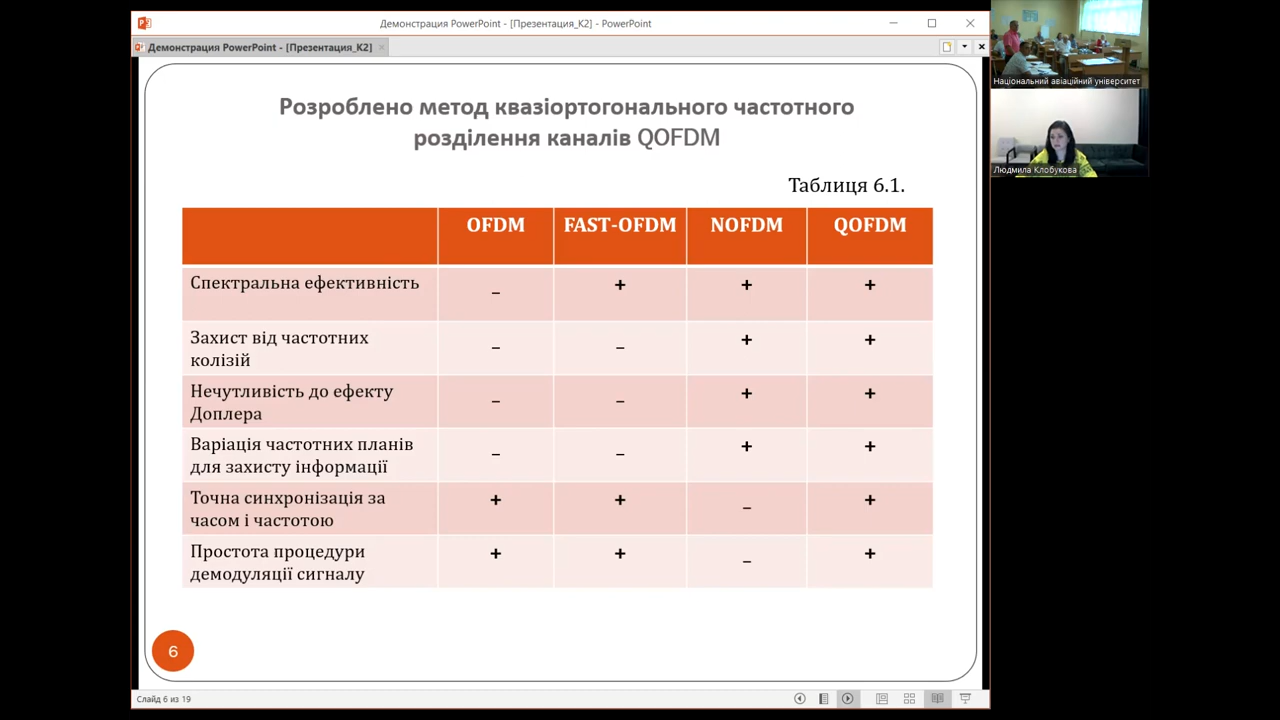 Демонстрация PowerPoint - [Презентация_K2] - PowerPoint
Демонстрация PowerPoint - [Презентация_K2]
Розроблено метод квазіортогонального частотного
розділення каналів QOFDM
Таблиця 6.1.
OFDM FAST-OFDM NOFDM QOFDM
Спектральна ефективність – + + +
Захист від частотних
колізій – – + +
Нечутливість до ефекту
Доплера – – + +
Варіація частотних планів
для захисту інформації – – + +
Точна синхронізація за
часом і частотою + + – +
Простота процедури
демодуляції сигналу + + – +
6
Слайд 6 из 19
Національний авіаційний університет
Людмила Клобукова